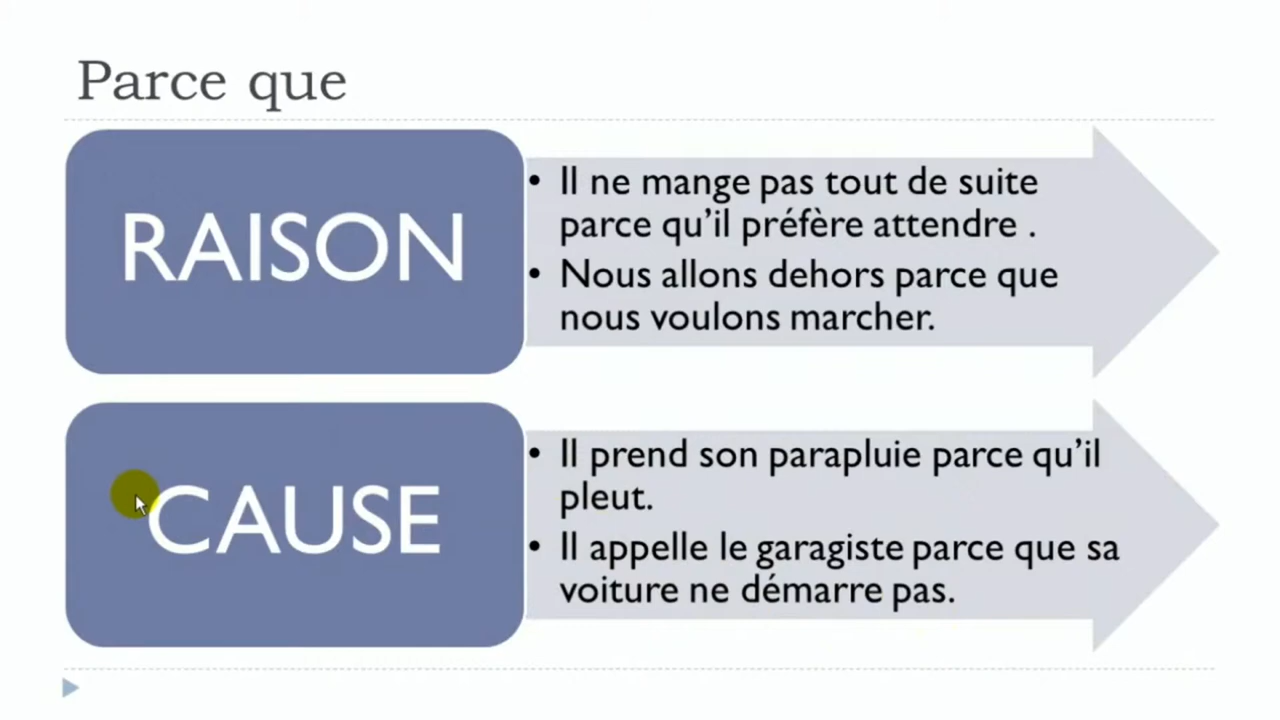 Parce que
RAISON
• Il ne mange pas tout de suite
parce qu’il préfère attendre .
• Nous allons dehors parce que
nous voulons marcher.
CAUSE
• Il prend son parapluie parce qu’il
pleut.
• Il appelle le garagiste parce que sa
voiture ne démarre pas.